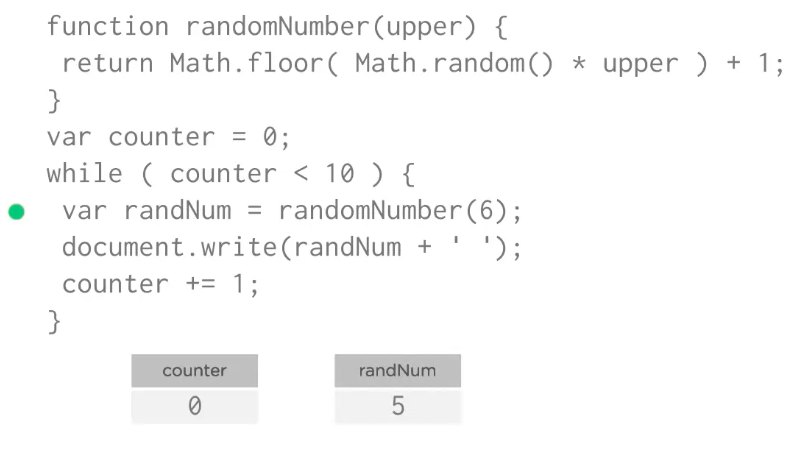 function randomNumber(upper) {
 return Math.floor( Math.random() * upper ) + 1;
}
var counter = 0;
while ( counter < 10 ) {
 var randNum = randomNumber(6);
 document.write(randNum + ' ');
 counter += 1;
}
counter randNum
0 5